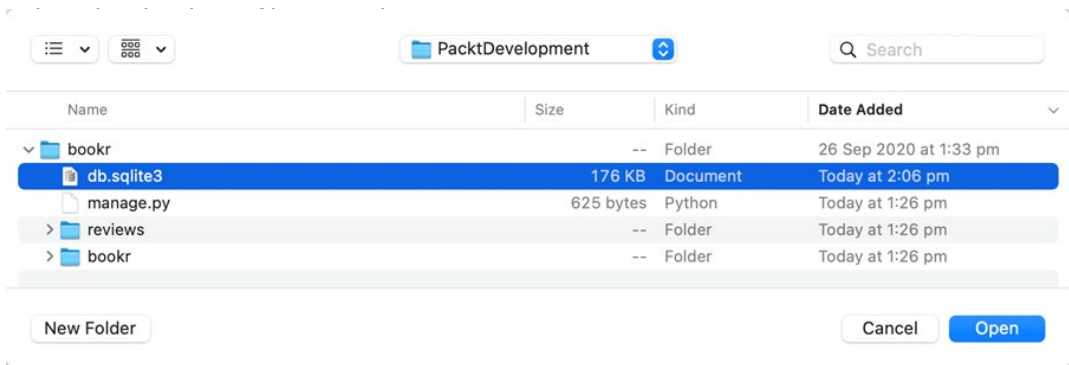 PacktDevelopment
Search
Name Size Kind Date Added
bookr -- Folder 26 Sep 2020 at 1:33 pm
db.sqlite3 176 KB Document Today at 2:06 pm
manage.py 625 bytes Python Today at 1:26 pm
reviews -- Folder Today at 1:26 pm
bookr -- Folder Today at 1:26 pm
New Folder Cancel Open